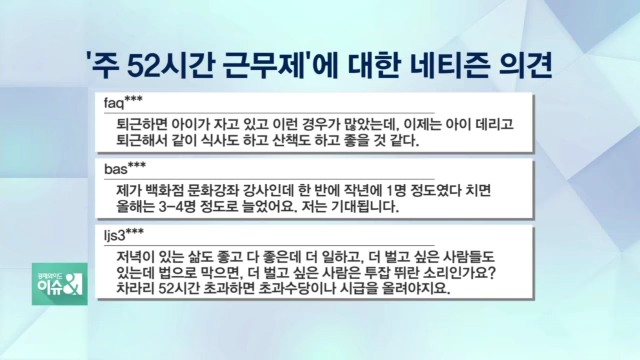 '주 52시간 근무제'에 대한 네티즌 의견
faq***
퇴근하면 아이가 자고 있고 이런 경우가 많았는데, 이제는 아이 데리고
퇴근해서 같이 식사도 하고 산책도 하고 좋을 것 같다.
bas***
제가 백화점 문화강좌 강사인데 한 반에 작년에 1명 정도였다 치면
올해는 3-4명 정도로 늘었어요. 저는 기대됩니다.
ljs3***
저녁이 있는 삶도 좋고 다 좋은데 더 일하고, 더 벌고 싶은 사람들도
있는데 법으로 막으면, 더 벌고 싶은 사람은 투잡 뛰란 소리인가요?
차라리 52시간 초과하면 초과수당이나 시급을 올려야지요.
이슈&